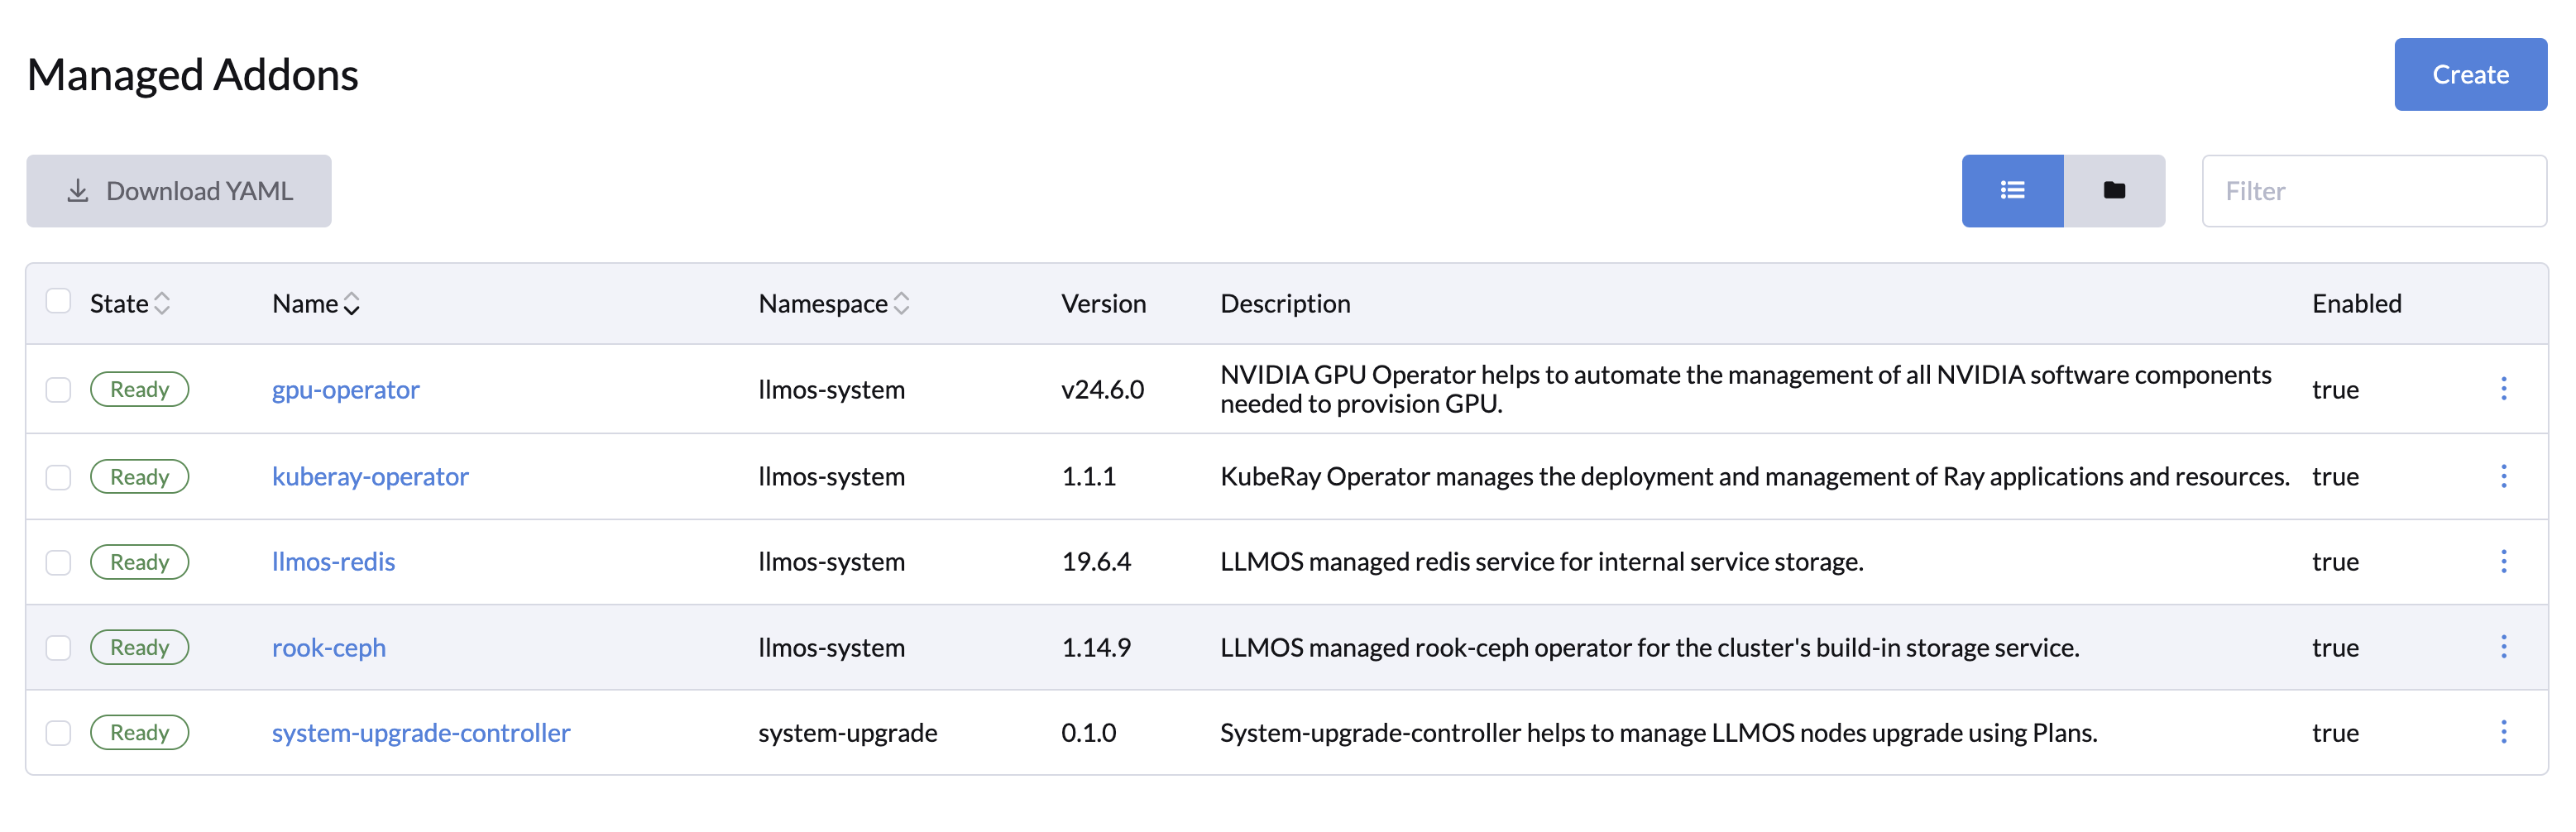 Managed Addons
Create
Download YAML
Filter
State Name Namespace Version Description Enabled
Ready gpu-operator llmos-system v24.6.0 NVIDIA GPU Operator helps to automate the management of all NVIDIA software components
needed to provision GPU. true
Ready kuberay-operator llmos-system 1.1.1 KubeRay Operator manages the deployment and management of Ray applications and resources. true
Ready llmos-redis llmos-system 19.6.4 LLMOS managed redis service for internal service storage. true
Ready rook-ceph llmos-system 1.14.9 LLMOS managed rook-ceph operator for the cluster's build-in storage service. true
Ready system-upgrade-controller system-upgrade 0.1.0 System-upgrade-controller helps to manage LLMOS nodes upgrade using Plans. true